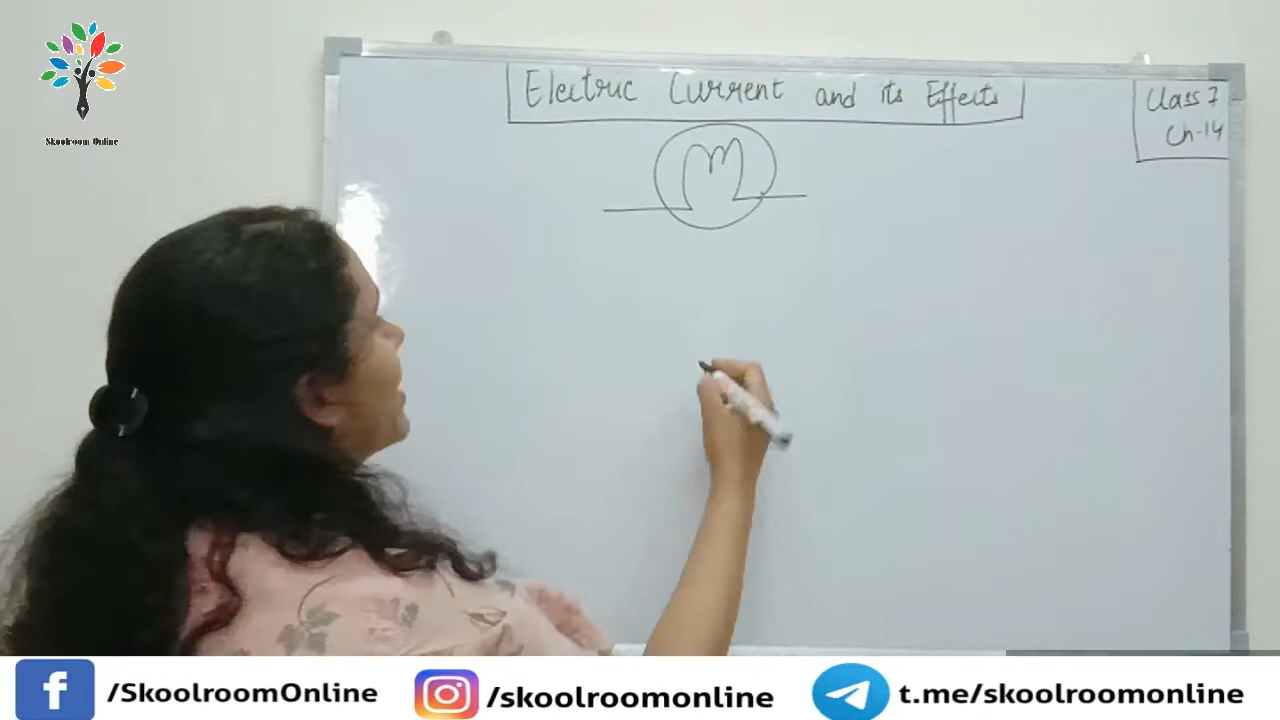 Skoolroom Online
Electric Current and its Effects
Class 7
Ch-14
/SkoolroomOnline
/skoolroomonline
t.me/skoolroomonline